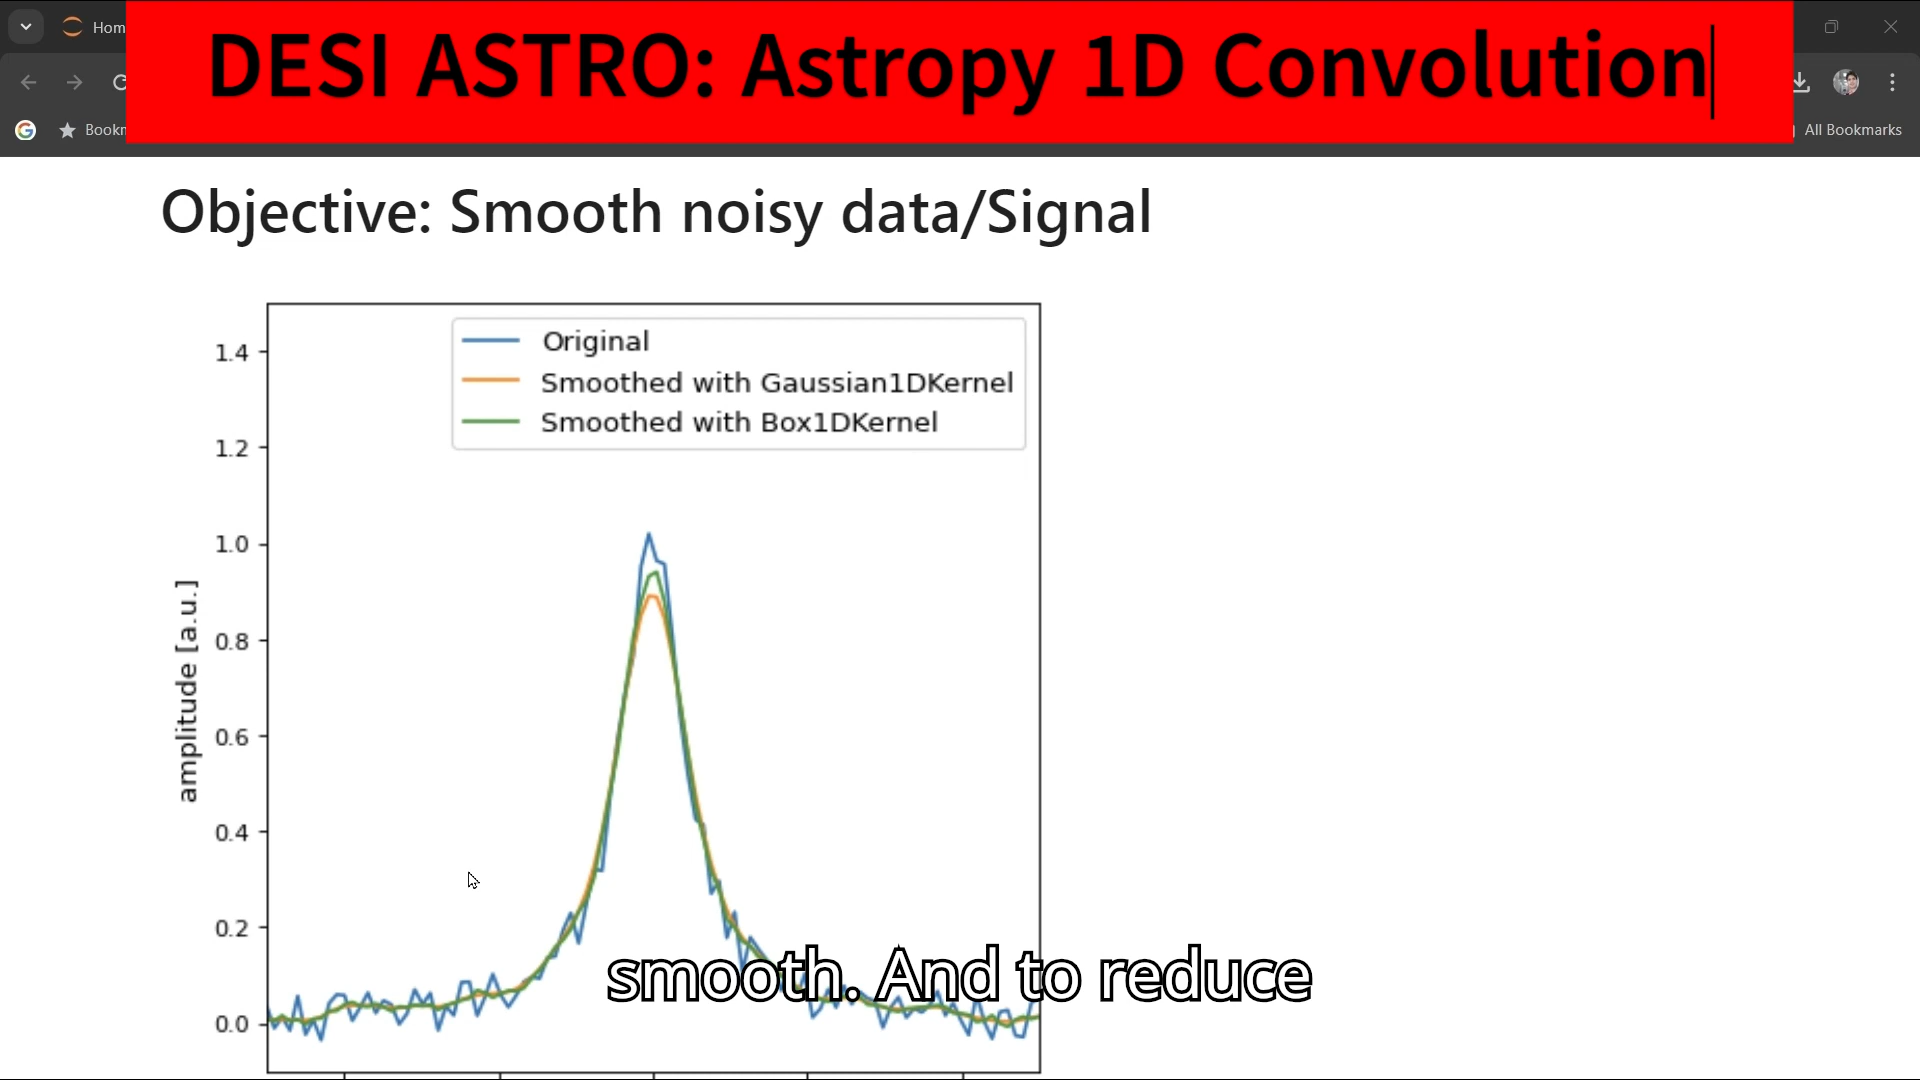 Hom
DESI ASTRO: Astropy 1D Convolution
Bookm
All Bookmarks
Objective: Smooth noisy data/Signal
Original
Smoothed with Gaussian1DKernel
Smoothed with Box1DKernel
1.4
1.2
1.0
0.8
0.6
0.4
0.2
0.0
amplitude [a.u.]
smooth. And to reduce